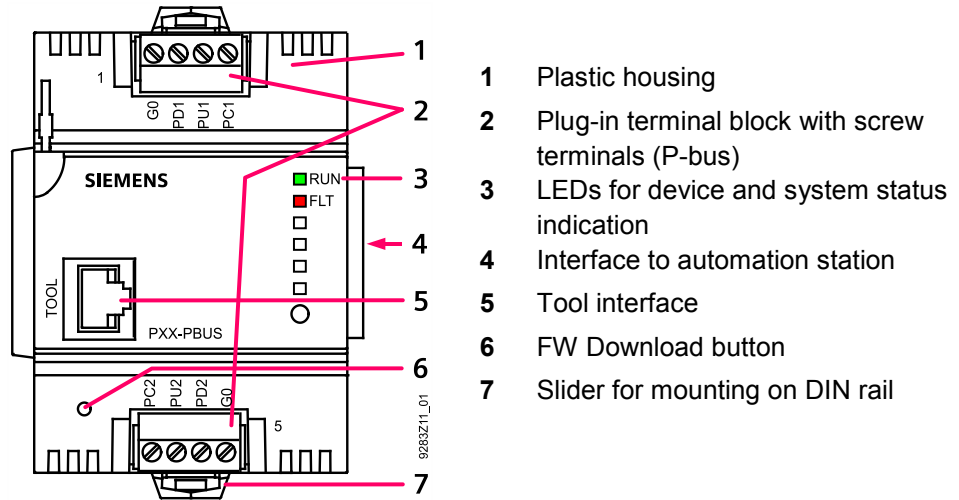 1
G0
PD1
PU1
PC1
SIEMENS
RUN
FLT
TOOL
PXX-PBUS
PC2
PU2
PD2
G0
5
9283Z11_01
1
2
3
4
5
6
7
1 Plastic housing
2 Plug-in terminal block with screw
terminals (P-bus)
3 LEDs for device and system status
indication
4 Interface to automation station
5 Tool interface
6 FW Download button
7 Slider for mounting on DIN rail